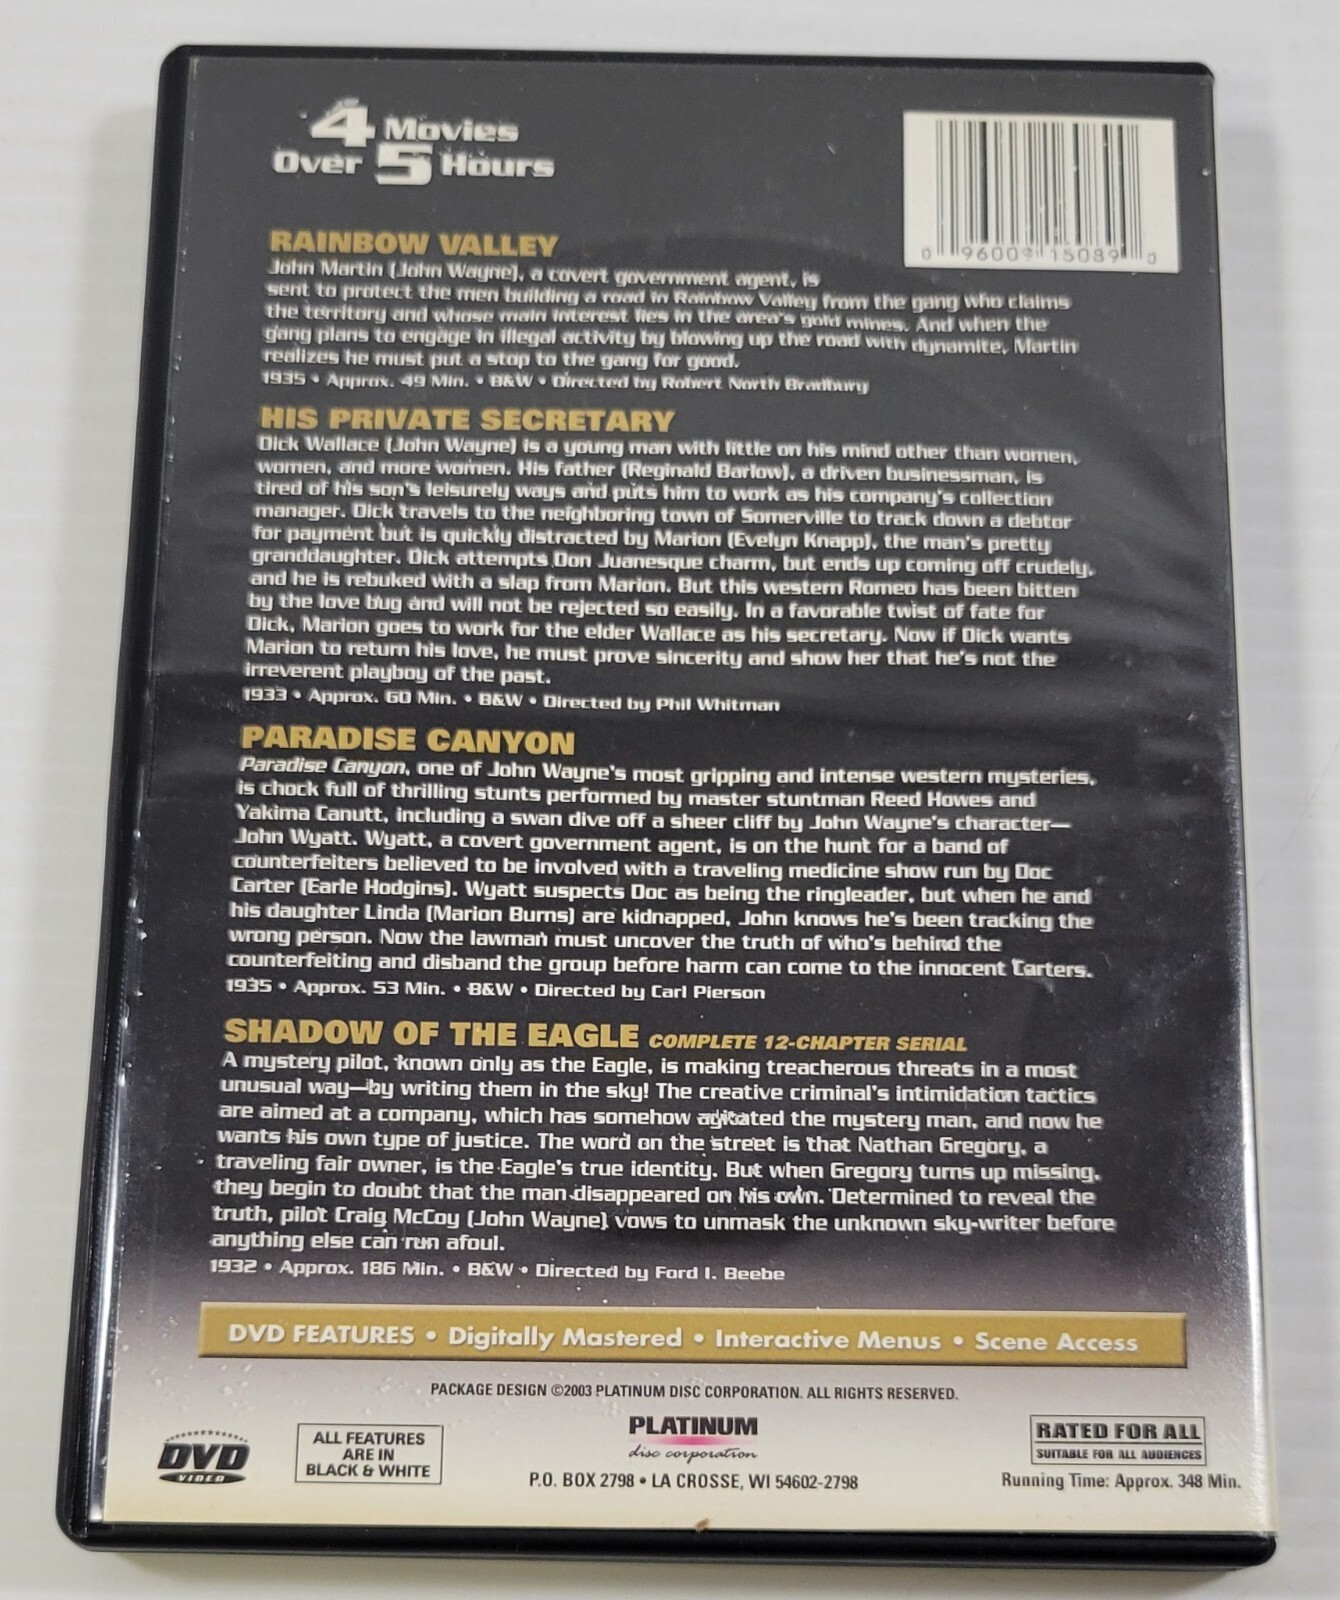 4 Movies
Over 5 Hours
0 96009 15089 0
RAINBOW VALLEY
John Martin (John Wayne), a covert government agent, is
sent to protect the men building a road in Rainbow Valley from the gang who claims
the territory and whose main interest lies in the area's gold mines. And when the
gang plans to engage in illegal activity by blowing up the road with dynamite, Martin
realizes he must put a stop to the gang for good.
1935 • Approx. 49 Min. • B&W • Directed by Robert North Bradbury
HIS PRIVATE SECRETARY
Dick Wallace (John Wayne) is a young man with little on his mind other than women,
women, and more women. His father (Reginald Barlow), a driven businessman, is
tired of his son's leisurely ways and puts him to work as his company's collection
manager. Dick travels to the neighboring town of Somerville to track down a debtor
for payment but is quickly distracted by Marion (Evelyn Knapp), the man's pretty
granddaughter. Dick attempts Don Juanesque charm, but ends up coming off crudely,
and he is rebuked with a slap from Marion. But this western Romeo has been bitten
by the love bug and will not be rejected so easily. In a favorable twist of fate for
Dick, Marion goes to work for the elder Wallace as his secretary. Now if Dick wants
Marion to return his love, he must prove sincerity and show her that he's not the
irreverent playboy of the past.
1933 • Approx. 60 Min. • B&W • Directed by Phil Whitman
PARADISE CANYON
Paradise Canyon, one of John Wayne's most gripping and intense western mysteries,
is chock full of thrilling stunts performed by master stuntman Reed Howes and
Yakima Canutt, including a swan dive off a sheer cliff by John Wayne's character—
John Wyatt. Wyatt, a covert government agent, is on the hunt for a band of
counterfeiters believed to be involved with a traveling medicine show run by Doc
Carter (Earle Hodgins). Wyatt suspects Doc as being the ringleader, but when he and
his daughter Linda (Marion Burns) are kidnapped, John knows he's been tracking the
wrong person. Now the lawman must uncover the truth of who's behind the
counterfeiting and disband the group before harm can come to the innocent Carters.
1935 • Approx. 53 Min. • B&W • Directed by Carl Pierson
SHADOW OF THE EAGLE COMPLETE 12-CHAPTER SERIAL
A mystery pilot, known only as the Eagle, is making treacherous threats in a most
unusual way—by writing them in the sky! The creative criminal's intimidation tactics
are aimed at a company, which has somehow agitated the mystery man, and now he
wants his own type of justice. The word on the street is that Nathan Gregory, a
traveling fair owner, is the Eagle's true identity. But when Gregory turns up missing,
they begin to doubt that the man disappeared on his own. Determined to reveal the
truth, pilot Craig McCoy (John Wayne) vows to unmask the unknown sky-writer before
anything else can run afoul.
1932 • Approx. 186 Min. • B&W • Directed by Ford I. Beebe
DVD FEATURES • Digitally Mastered • Interactive Menus • Scene Access
PACKAGE DESIGN ©2003 PLATINUM DISC CORPORATION. ALL RIGHTS RESERVED.
DVD
VIDEO
ALL FEATURES
ARE IN
BLACK & WHITE
PLATINUM
disc corporation
P.O. BOX 2798 • LA CROSSE, WI 54602-2798
RATED FOR ALL
SUITABLE FOR ALL AUDIENCES
Running Time: Approx. 348 Min.